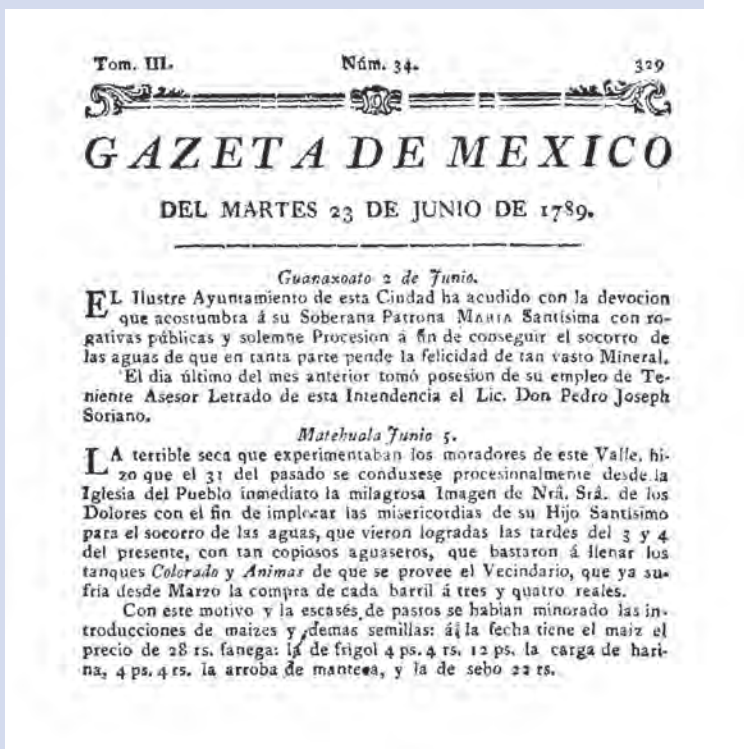 Tom. III. Núm. 34. 329
GAZETA DE MEXICO
DEL MARTES 23 DE JUNIO DE 1789.
Guanaxoato 2 de Junio.
EL Ilustre Ayuntamiento de esta Ciudad ha acudido con la devocion
que acostumbra á su Soberana Patrona MARIA Santísima con ro-
gativas públicas y solemne Procesion á fin de conseguir el socorro de
las aguas de que en tanta parte pende la felicidad de tan vasto Mineral.
El dia último del mes anterior tomó posesion de su empleo de Te-
niente Asesor Letrado de esta Intendencia el Lic. Don Pedro Joseph
Soriano.
Matehuala Junio 5.
LA terrible seca que experimentaban los moradores de este Valle, hi-
zo que el 31 del pasado se conduxese procesionalmente desde la
Iglesia del Pueblo inmediato la milagrosa Imagen de Nrâ. Srâ. de los
Dolores con el fin de implorar las misericordias de su Hijo Santísimo
para el socorro de las aguas, que vieron logradas las tardes del 3 y 4
del presente, con tan copiosos aguaseros, que bastaron á llenar los
tanques Colorado y Animas de que se provee el Vecindario, que ya su-
fria desde Marzo la compra de cada barril á tres y quatro reales.
Con este motivo y la escasés de pastos se habian minorado las in-
troducciones de maizes y demas semillas: á la fecha tiene el maiz el
precio de 28 rs. fanega: la de frigol 4 ps. 4 rs. 12 ps. la carga de hari-
na, 4 ps. 4 rs. la arroba de manteca, y la de sebo 22 rs.